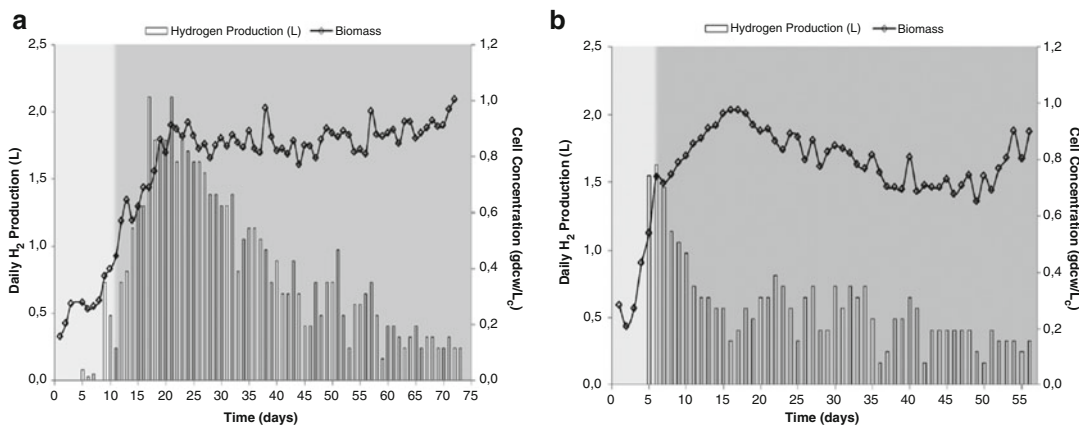 a
Hydrogen Production (L) Biomass
2,5
2,0
1,5
1,0
0,5
0,0
Daily H₂ Production (L)
1,2
1,0
0,8
0,6
0,4
0,2
0,0
Cell Concentration (gdcw/Lc)
0 5 10 15 20 25 30 35 40 45 50 55 60 65 70 75
Time (days)
b
Hydrogen Production (L) Biomass
2,5
2,0
1,5
1,0
0,5
0,0
Daily H₂ Production (L)
1,2
1,0
0,8
0,6
0,4
0,2
0,0
Cell Concentration (gdcw/Lc)
0 5 10 15 20 25 30 35 40 45 50 55
Time (days)